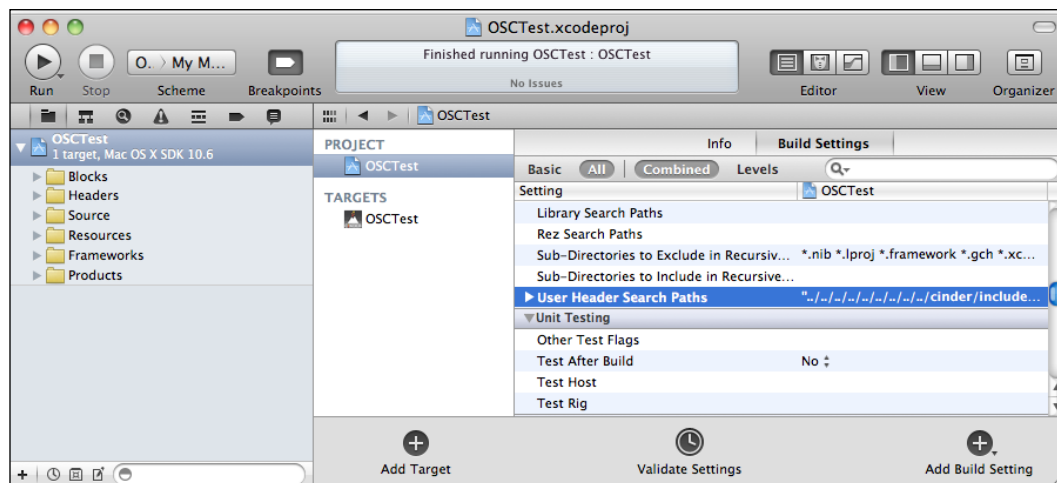 OSCTest.xcodeproj
Finished running OSCTest : OSCTest
No Issues
O. 〉 My M...
Run Stop Scheme Breakpoints Editor View Organizer
OSCTest
OSCTest
1 target, Mac OS X SDK 10.6
Blocks
Headers
Source
Resources
Frameworks
Products
PROJECT
OSCTest
TARGETS
OSCTest
Info Build Settings
Basic All Combined Levels
Setting OSCTest
Library Search Paths
Rez Search Paths
Sub-Directories to Exclude in Recursiv... *.nib *.lproj *.framework *.gch *.xc...
Sub-Directories to Include in Recursive...
User Header Search Paths "../../../../../../../../../cinder/include...
Unit Testing
Other Test Flags
Test After Build No
Test Host
Test Rig
Add Target Validate Settings Add Build Setting